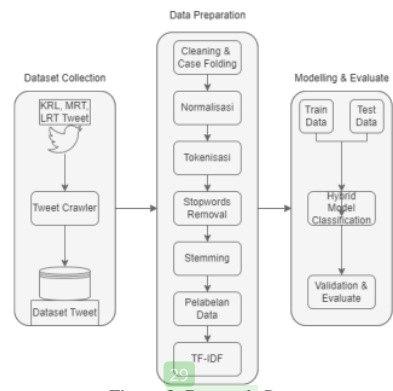 Data Preparation
Dataset Collection
KRL, MRT,
LRT Tweet
Tweet Crawler
Dataset Tweet
Cleaning &
Case Folding
Normalisasi
Tokenisasi
Stopwords
Removal
Stemming
Pelabelan
Data
TF-IDF
29
Modelling & Evaluate
Train
Data
Test
Data
Hybrid
Model
Classification
Validation &
Evaluate